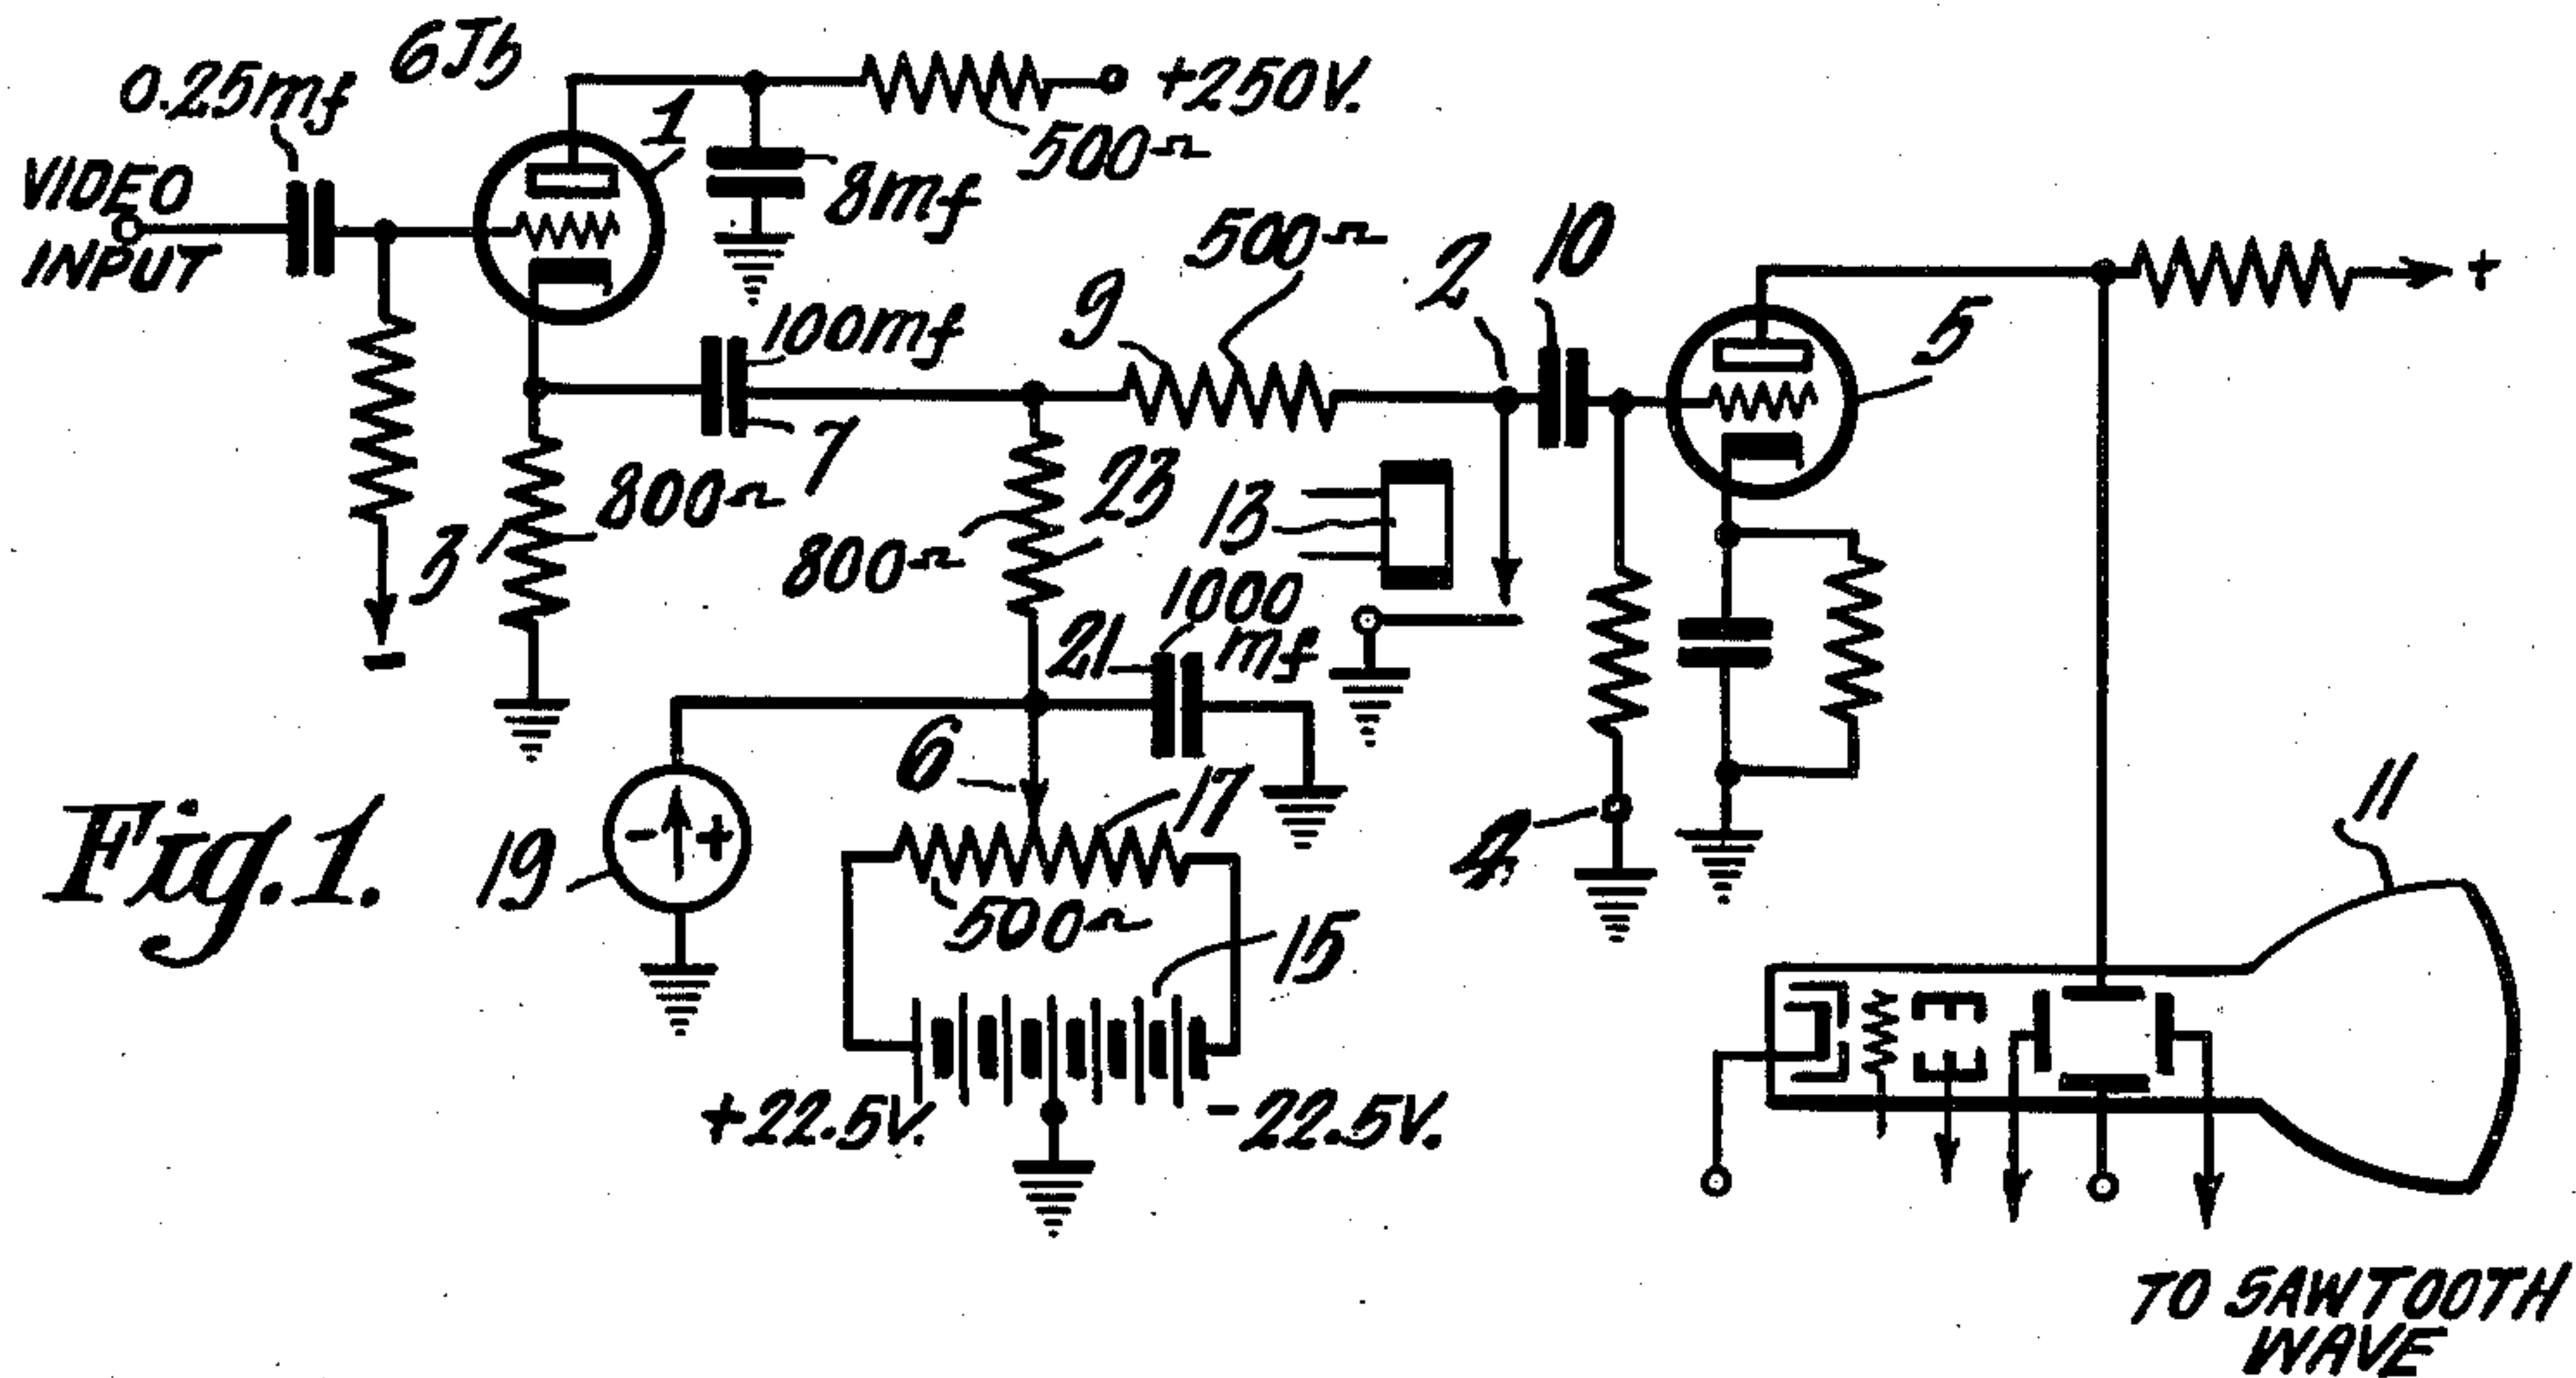 6J5
0.25mf
1
+250V.
500Ω
8mf
VIDEO
INPUT
500Ω
2
10
+
9
5
100mf
7
23
3
800Ω
800Ω
13
1000
mf
21
6
17
4
11
Fig.1.
19
500Ω
15
- +
+22.5V.
-22.5V.
-
TO SAWTOOTH
WAVE